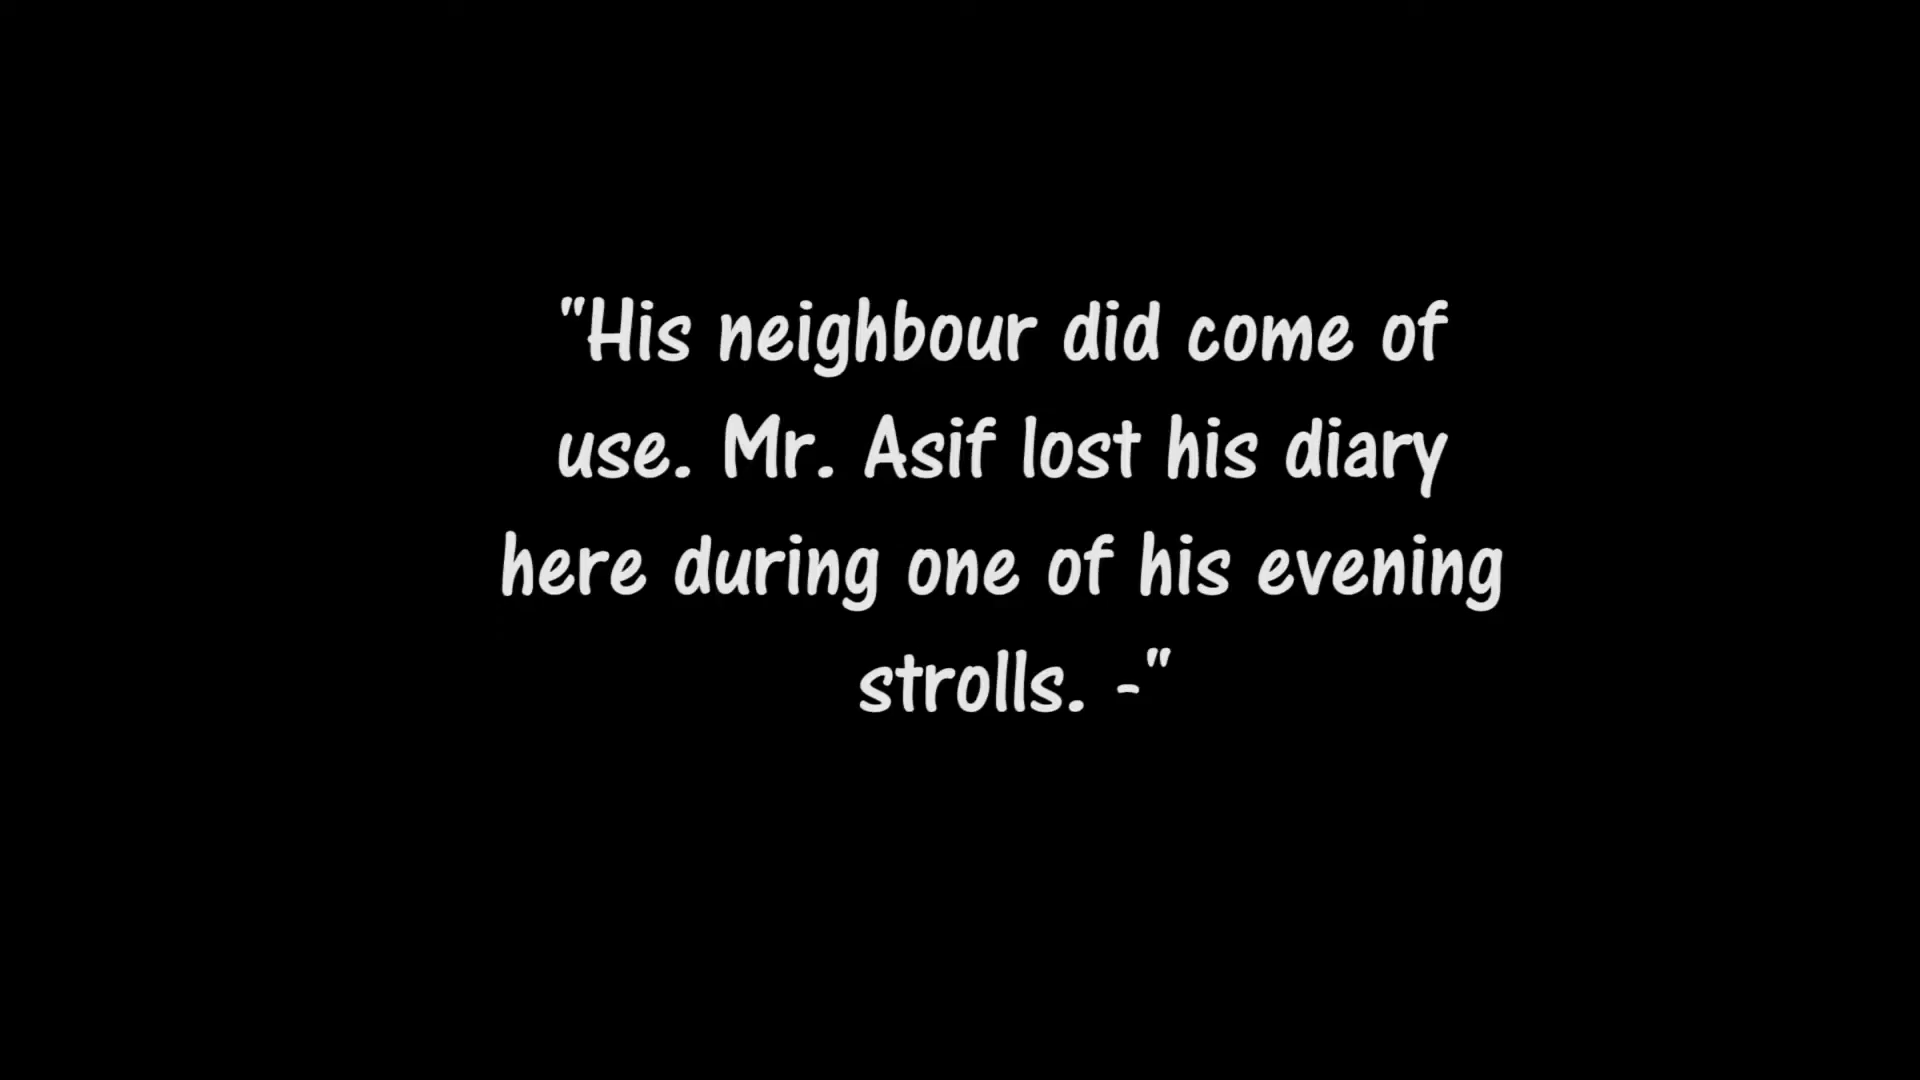 "His neighbour did come of
use. Mr. Asif lost his diary
here during one of his evening
strolls. -"